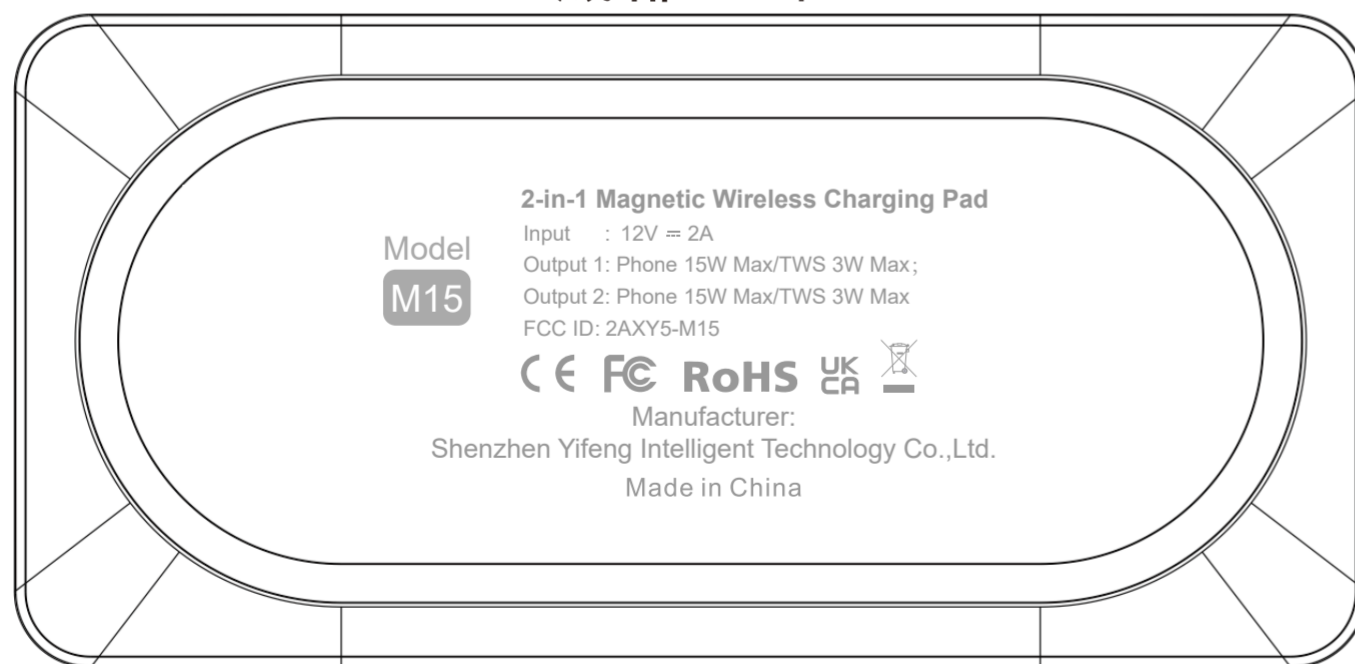 2-in-1 Magnetic Wireless Charging Pad
Model
M15
Input : 12V ⎓ 2A
Output 1: Phone 15W Max/TWS 3W Max;
Output 2: Phone 15W Max/TWS 3W Max
FCC ID: 2AXY5-M15
CE FC RoHS UK CA
Manufacturer:
Shenzhen Yifeng Intelligent Technology Co.,Ltd.
Made in China